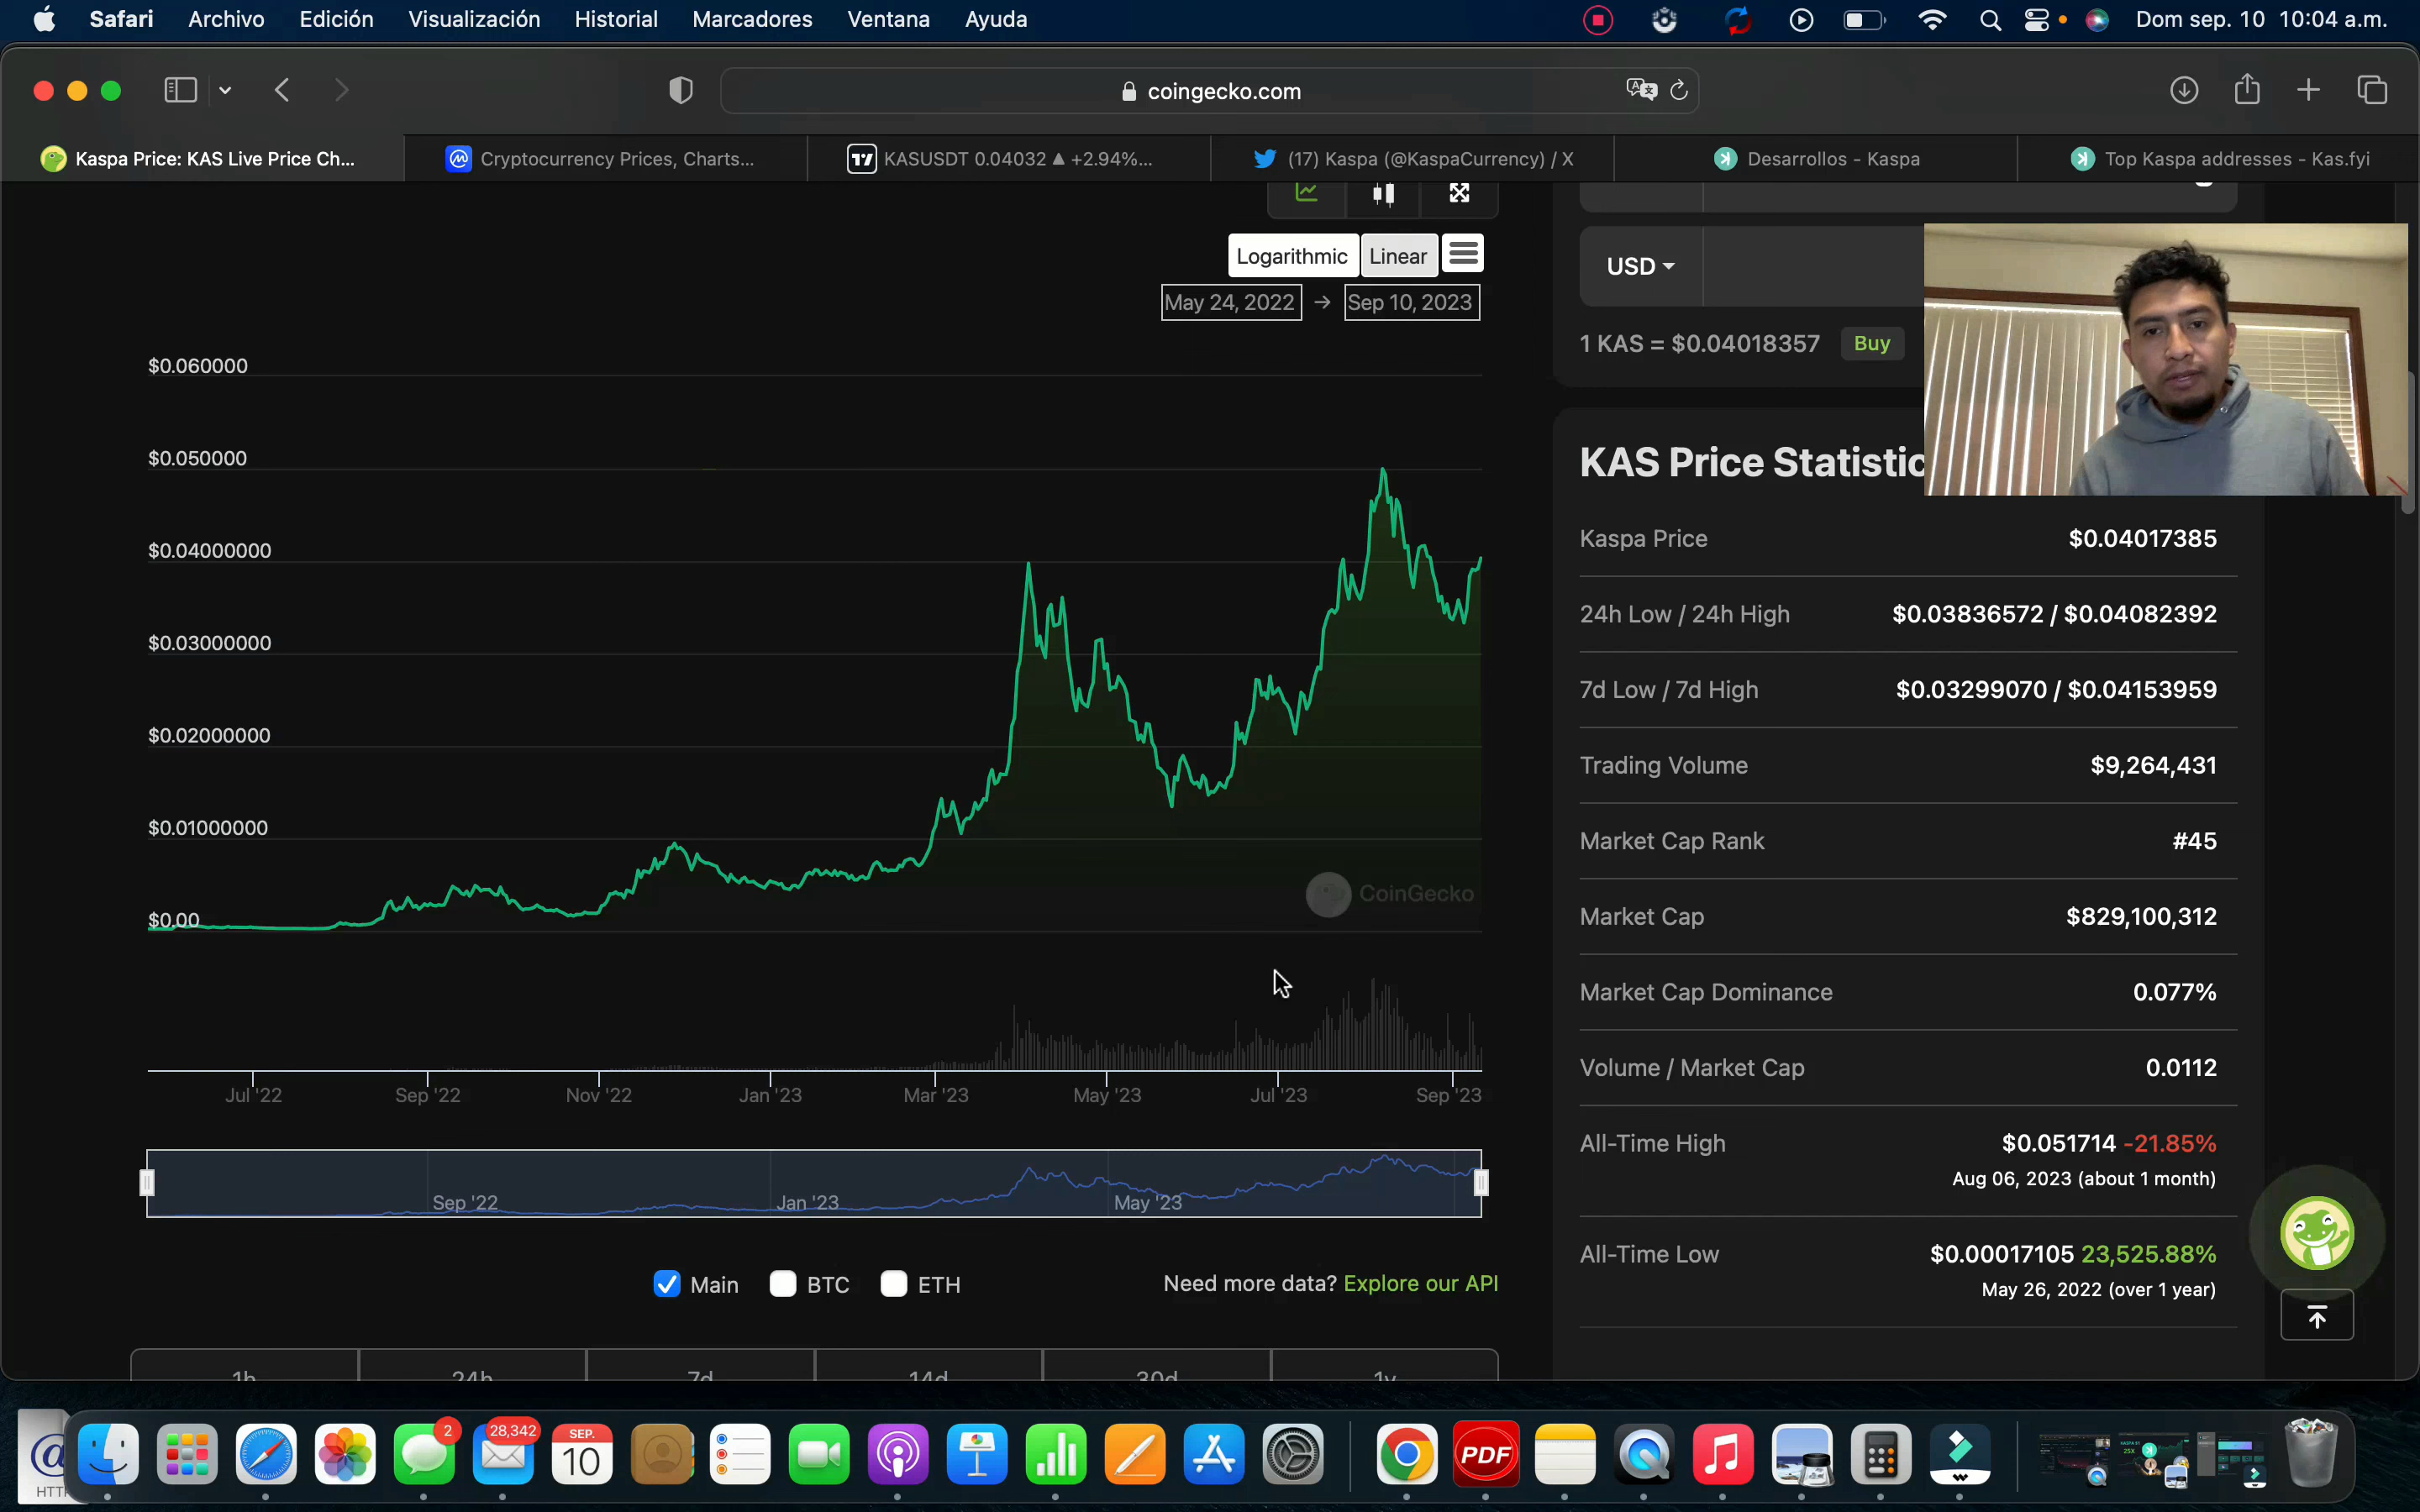 Safari Archivo Edición Visualización Historial Marcadores Ventana Ayuda Dom sep. 10 10:04 a.m.
coingecko.com
Kaspa Price: KAS Live Price Ch... Cryptocurrency Prices, Charts... KASUSDT 0.04032 ▲ +2.94%... (17) Kaspa (@KaspaCurrency) / X Desarrollos - Kaspa Top Kaspa addresses - Kas.fyi
Logarithmic Linear
May 24, 2022 → Sep 10, 2023
$0.060000
$0.050000
$0.04000000
$0.03000000
$0.02000000
$0.01000000
$0.00
CoinGecko
Jul '22 Sep '22 Nov '22 Jan '23 Mar '23 May '23 Jul '23 Sep '23
Sep '22 Jan '23 May '23
Main BTC ETH
Need more data? Explore our API
1h 24h 7d 14d 30d 1y
USD
1 KAS = $0.04018357 Buy
KAS Price Statistic
Kaspa Price $0.04017385
24h Low / 24h High $0.03836572 / $0.04082392
7d Low / 7d High $0.03299070 / $0.04153959
Trading Volume $9,264,431
Market Cap Rank #45
Market Cap $829,100,312
Market Cap Dominance 0.077%
Volume / Market Cap 0.0112
All-Time High $0.051714 -21.85%
Aug 06, 2023 (about 1 month)
All-Time Low $0.00017105 23,525.88%
May 26, 2022 (over 1 year)
2 28,342 SEP.
10 PDF